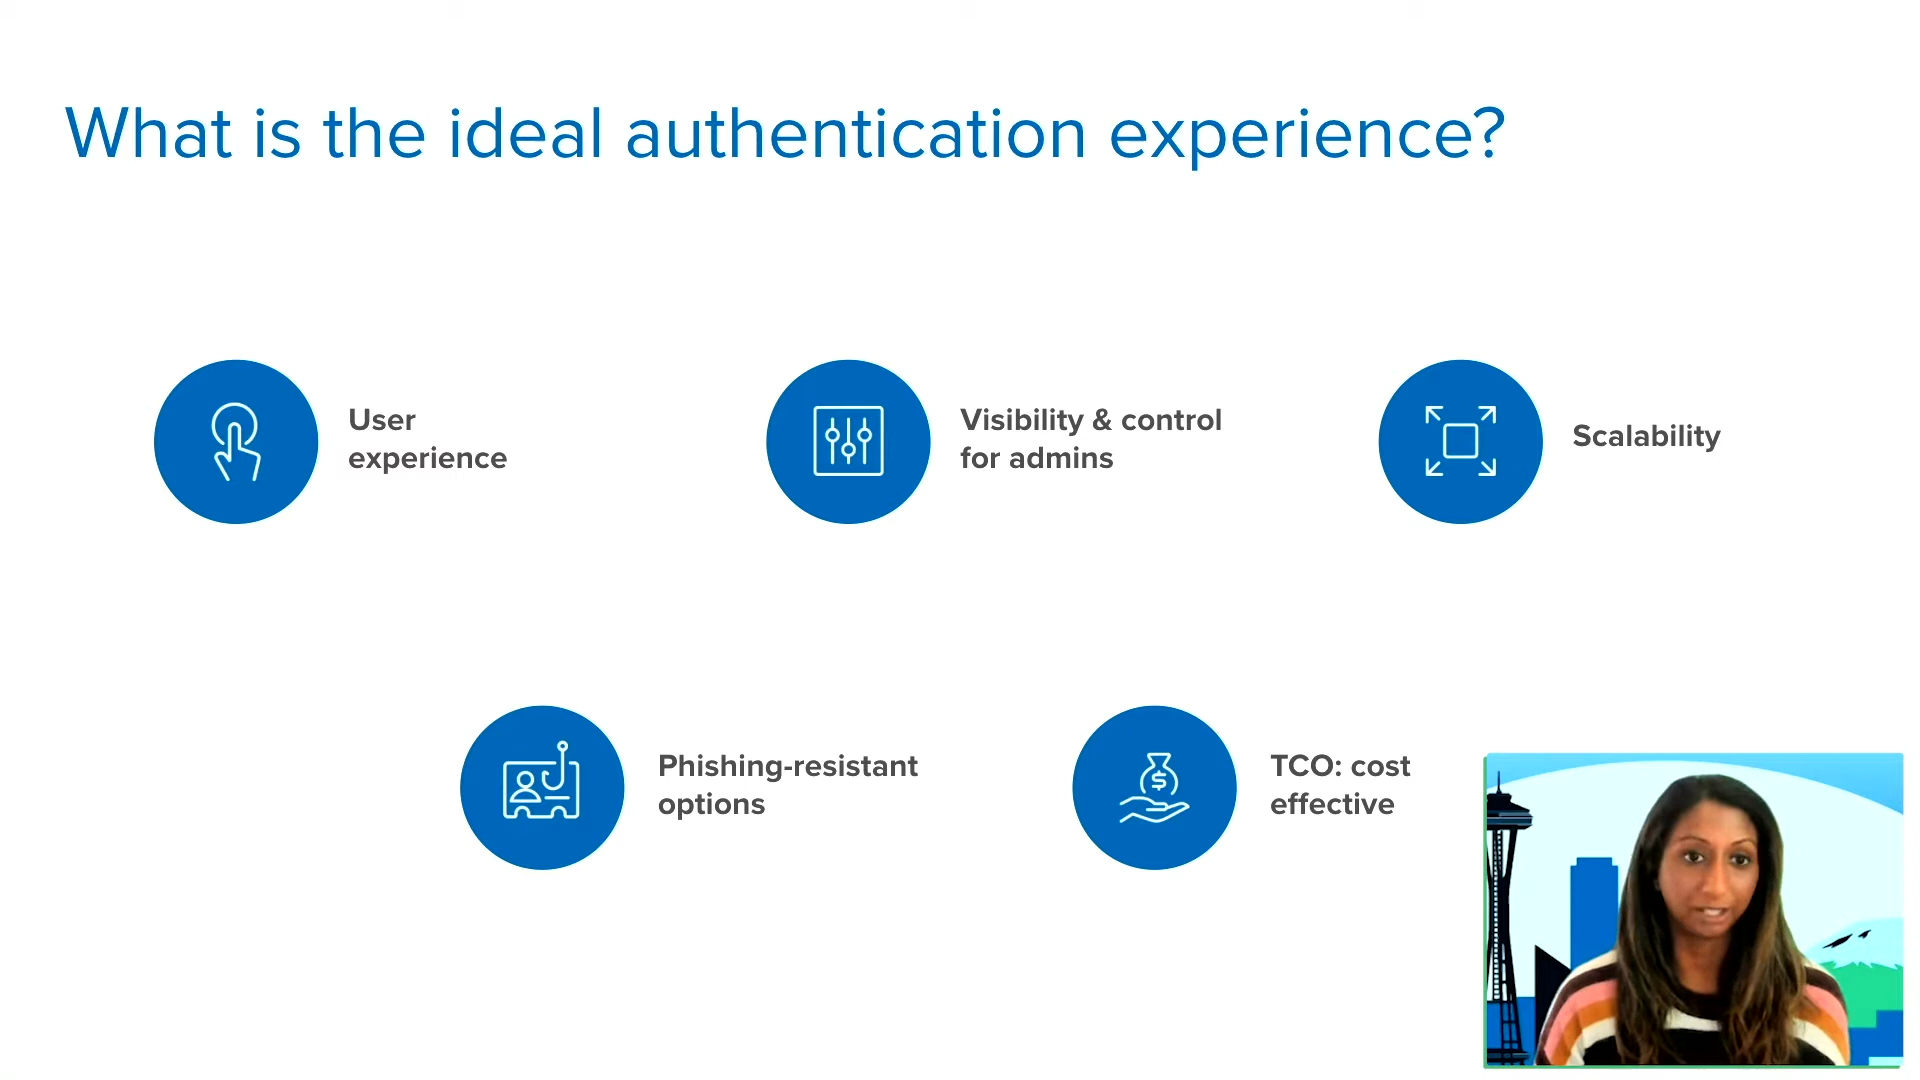 What is the ideal authentication experience?
User
experience
Visibility & control
for admins
Scalability
Phishing-resistant
options
TCO: cost
effective